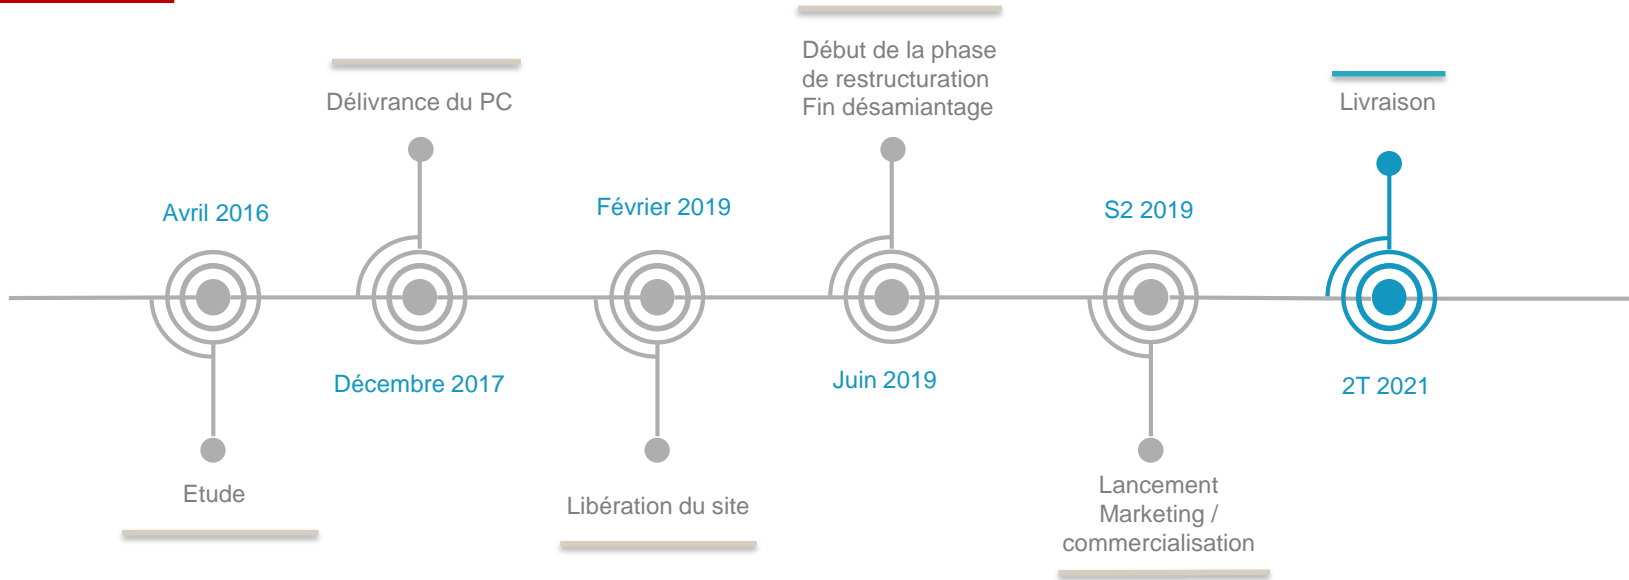 Début de la phase
de restructuration
Fin désamiantage
Délivrance du PC
Livraison
Avril 2016
Février 2019
S2 2019
Décembre 2017
Juin 2019
2T 2021
Etude
Libération du site
Lancement
Marketing /
commercialisation